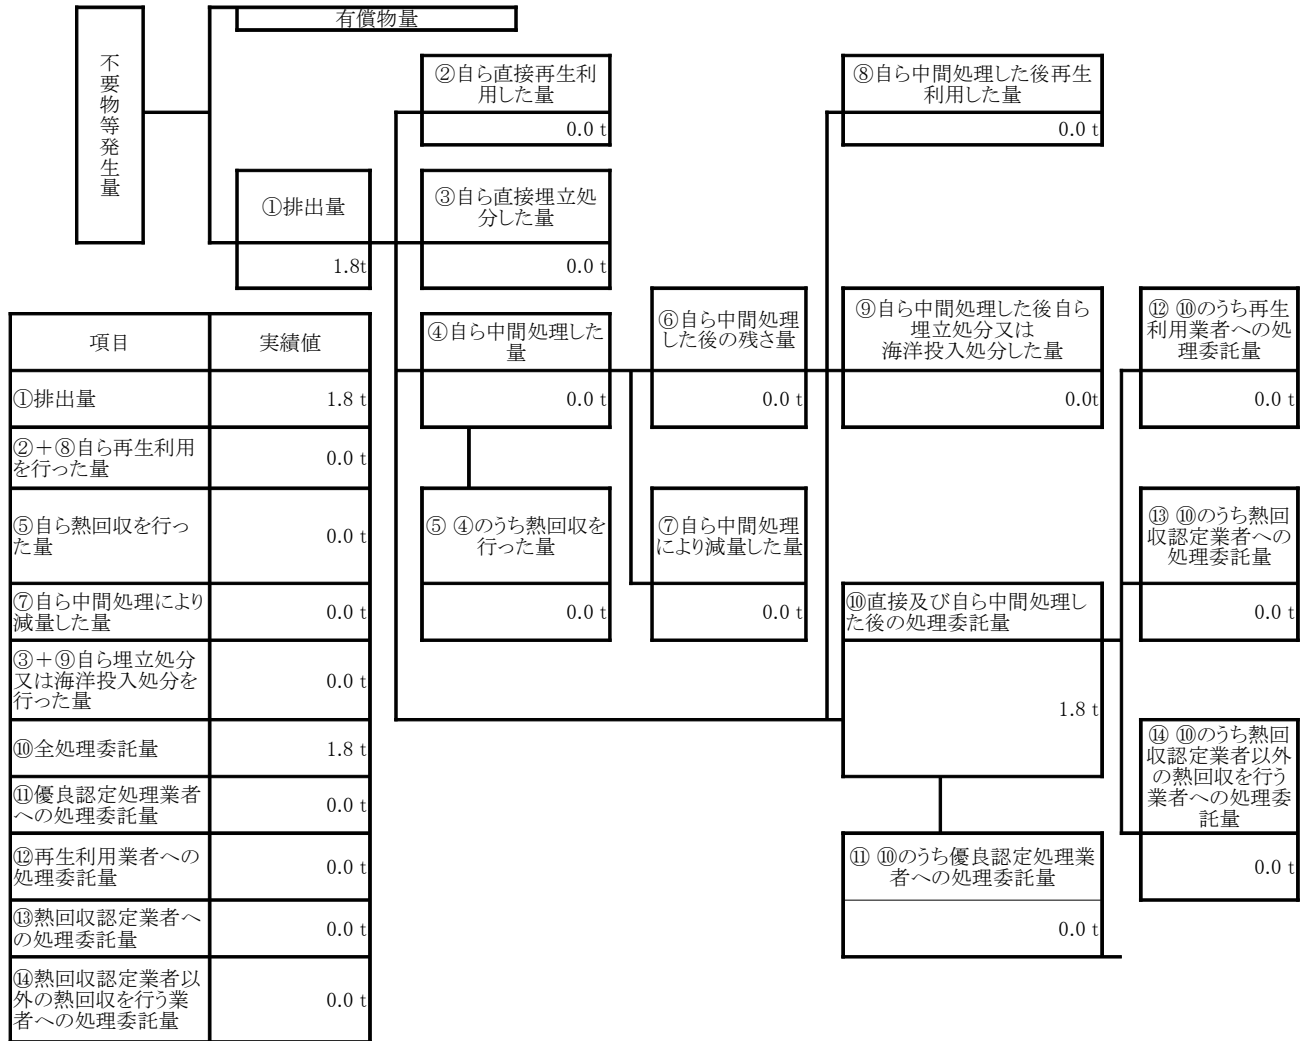 有償物量
不要物等発生量
②自ら直接再生利
用した量
0.0 t
⑧自ら中間処理した後再生
利用した量
0.0 t
①排出量
1.8t
③自ら直接埋立処
分した量
0.0 t
④自ら中間処理した
量
0.0 t
⑥自ら中間処理
した後の残さ量
0.0 t
⑨自ら中間処理した後自ら
埋立処分又は
海洋投入処分した量
0.0t
⑫ ⑩のうち再生
利用業者への処
理委託量
0.0 t
⑤ ④のうち熱回収を
行った量
0.0 t
⑦自ら中間処理
により減量した量
0.0 t
⑬ ⑩のうち熱回
収認定業者への
処理委託量
0.0 t
⑩直接及び自ら中間処理し
た後の処理委託量
1.8 t
⑭ ⑩のうち熱回
収認定業者以外
の熱回収を行う
業者への処理委
託量
0.0 t
⑪ ⑩のうち優良認定処理業
者への処理委託量
0.0 t
項目 実績値
①排出量 1.8 t
②+⑧自ら再生利用
を行った量
0.0 t
⑤自ら熱回収を行っ
た量
0.0 t
⑦自ら中間処理により
減量した量
0.0 t
③+⑨自ら埋立処分
又は海洋投入処分を
行った量
0.0 t
⑩全処理委託量 1.8 t
⑪優良認定処理業者
への処理委託量
0.0 t
⑫再生利用業者への
処理委託量
0.0 t
⑬熱回収認定業者へ
の処理委託量
0.0 t
⑭熱回収認定業者以
外の熱回収を行う業
者への処理委託量
0.0 t